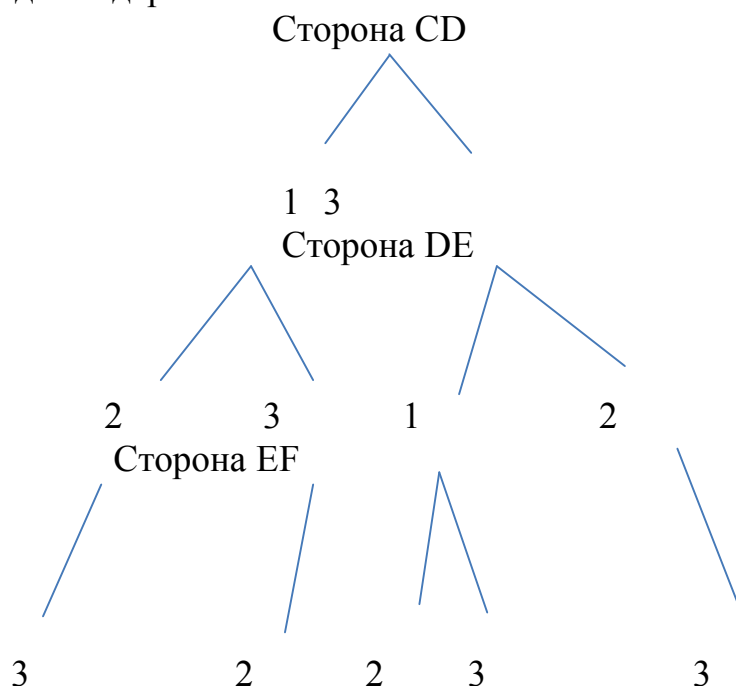 Сторона CD
1 3
Сторона DE
2 3 1 2
Сторона EF
3 2 2 3 3